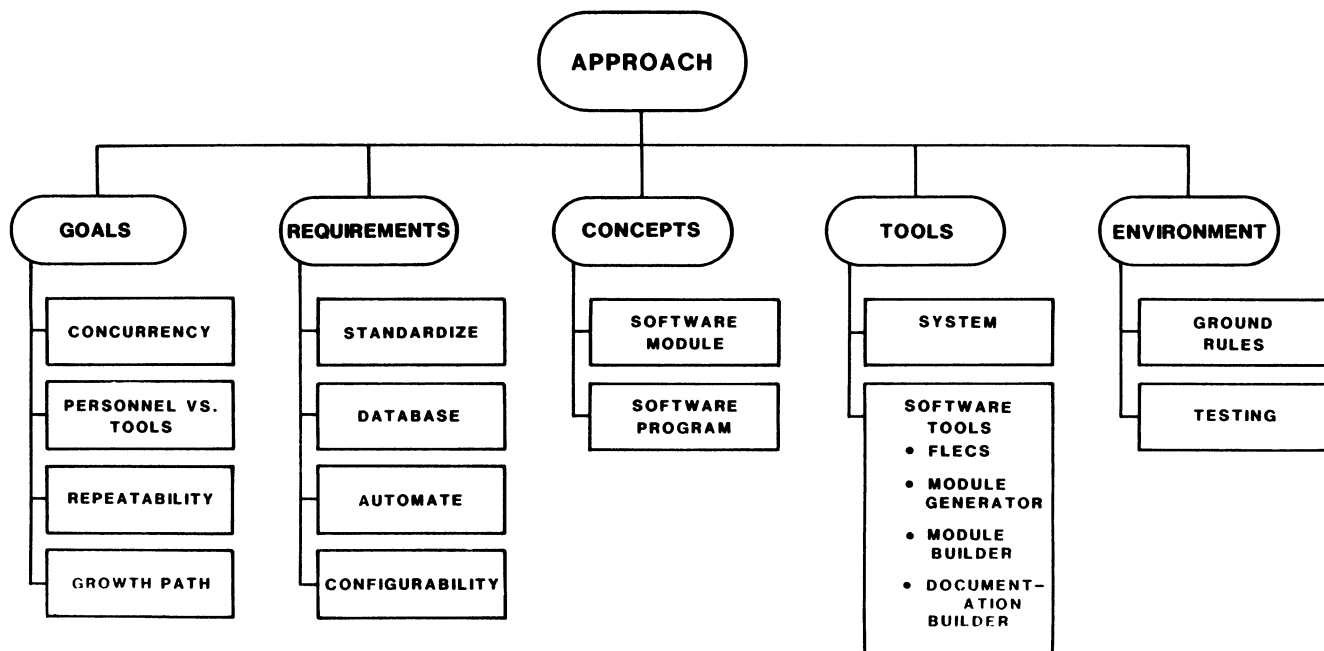 APPROACH
GOALS
REQUIREMENTS
CONCEPTS
TOOLS
ENVIRONMENT
CONCURRENCY
PERSONNEL VS.
TOOLS
REPEATABILITY
GROWTH PATH
STANDARDIZE
DATABASE
AUTOMATE
CONFIGURABILITY
SOFTWARE
MODULE
SOFTWARE
PROGRAM
SYSTEM
SOFTWARE
TOOLS
• FLECS
• MODULE
GENERATOR
• MODULE
BUILDER
• DOCUMENT-
ATION
BUILDER
GROUND
RULES
TESTING